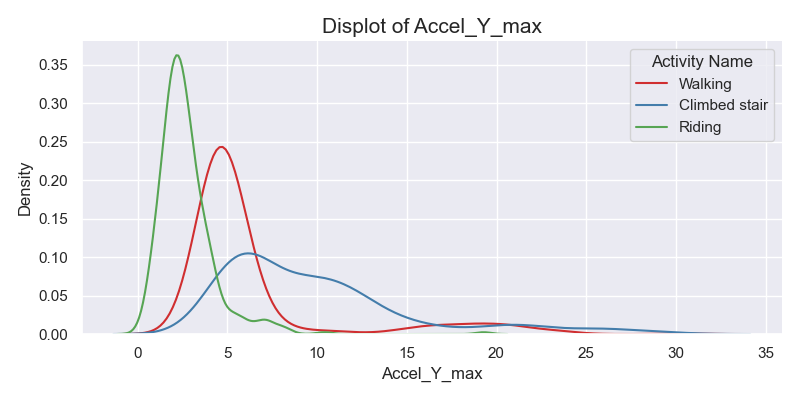 Displot of Accel_Y_max
Activity Name
Walking
Climbed stair
Riding
Density
0.35
0.30
0.25
0.20
0.15
0.10
0.05
0.00
0 5 10 15 20 25 30 35
Accel_Y_max